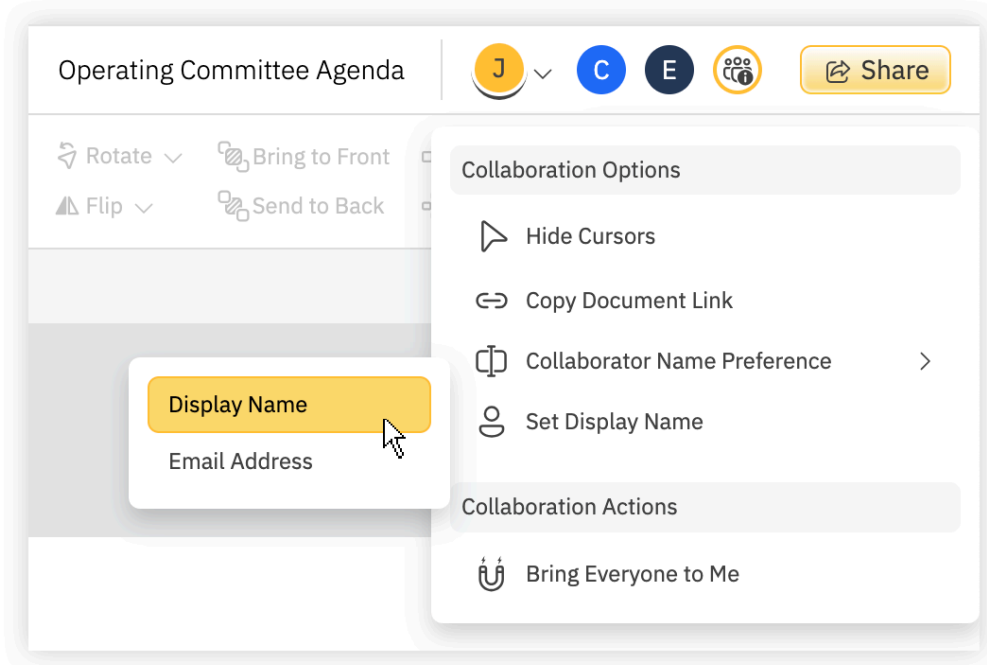 Operating Committee Agenda
J
C
E
Share
Rotate
Bring to Front
Flip
Send to Back
Collaboration Options
Hide Cursors
Copy Document Link
Collaborator Name Preference
Set Display Name
Display Name
Email Address
Collaboration Actions
Bring Everyone to Me